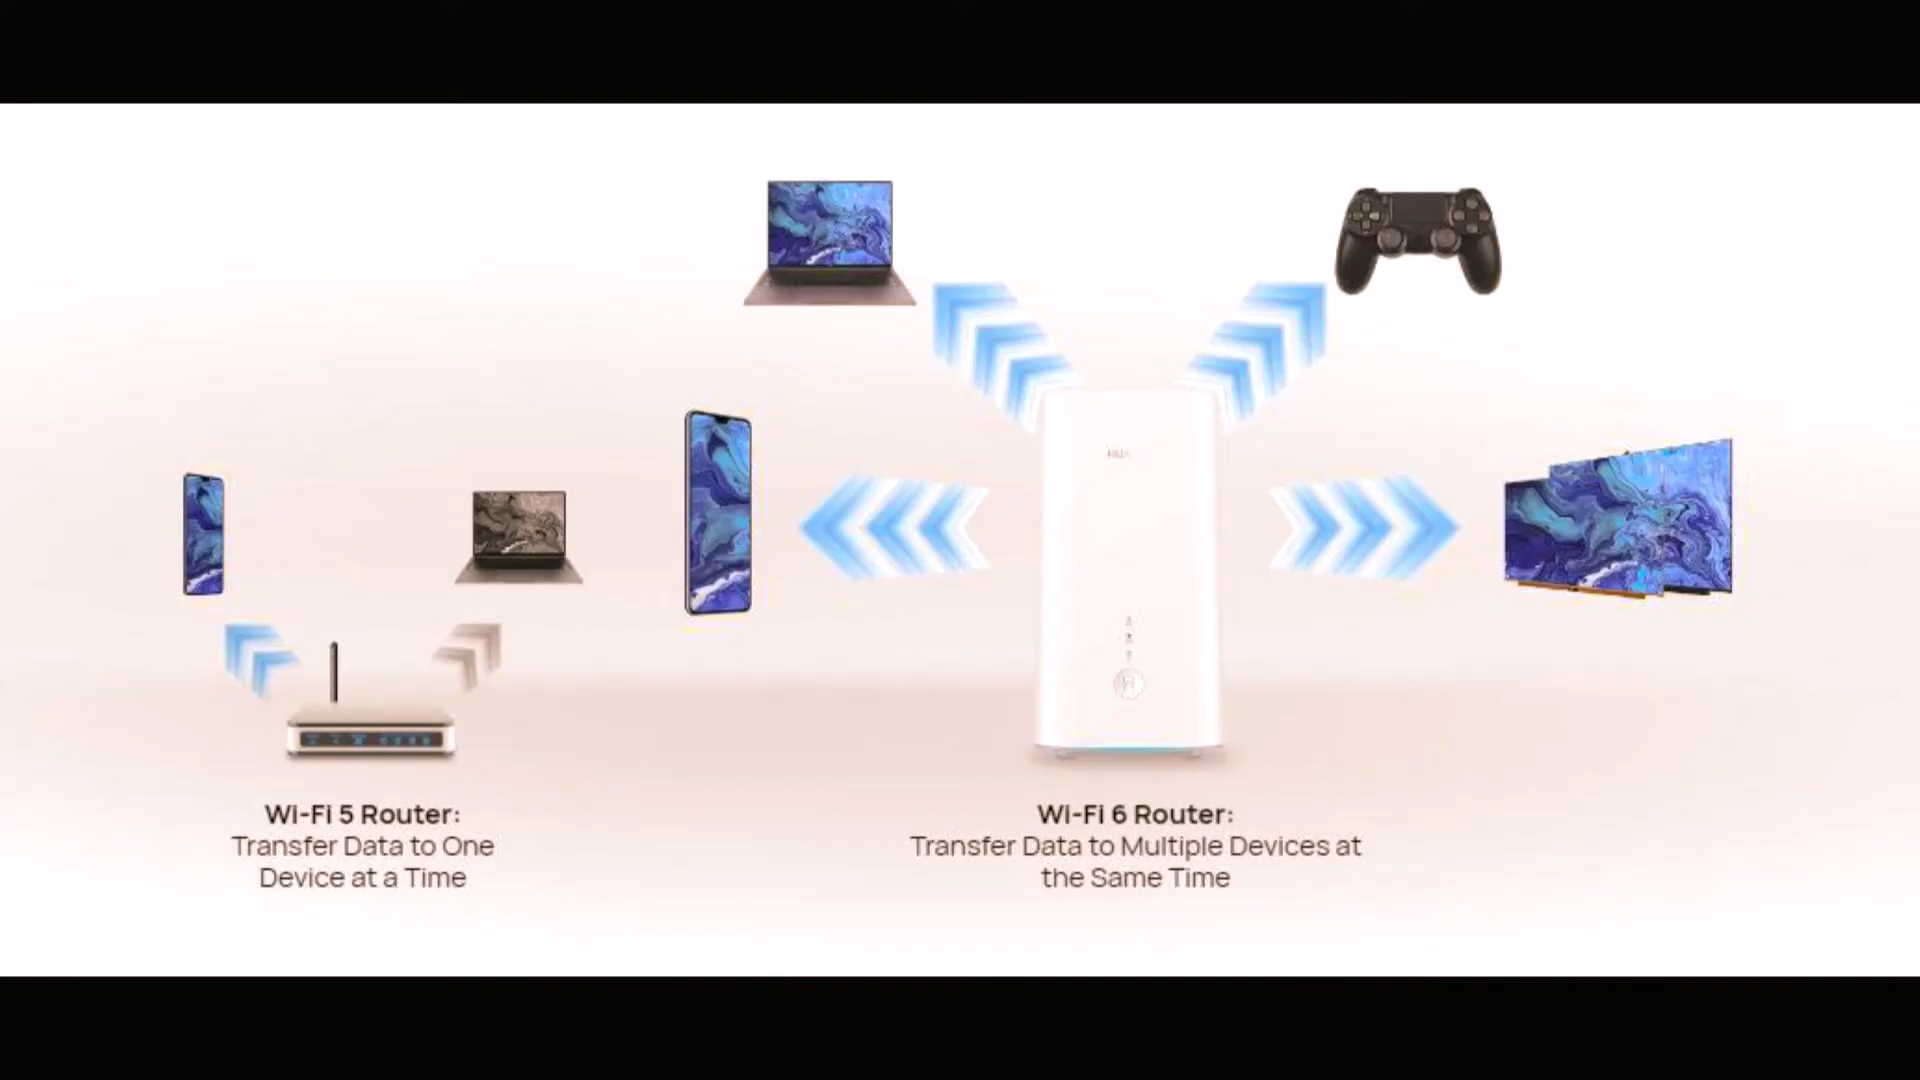 Wi-Fi 5 Router:
Transfer Data to One
Device at a Time
Wi-Fi 6 Router:
Transfer Data to Multiple Devices at
the Same Time